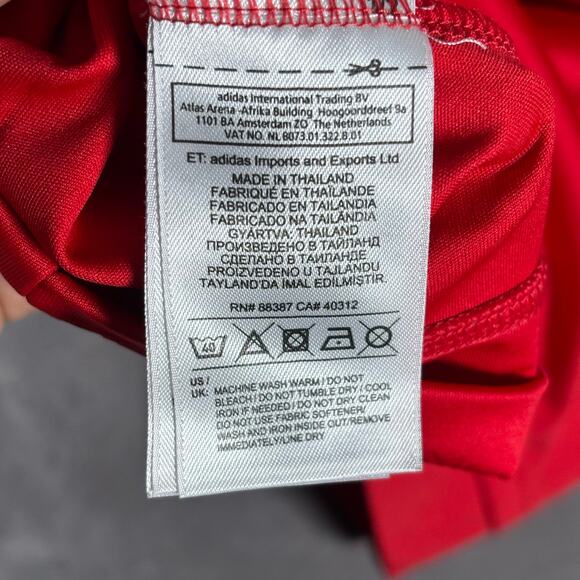 adidas International Trading BV
Atlas Arena -Afrika Building Hoogoorddreef 9a
1101 BA Amsterdam ZO The Netherlands
VAT NO. NL 8073.01.322.B.01
ET: adidas Imports and Exports Ltd
MADE IN THAILAND
FABRIQUÉ EN THAÏLANDE
FABRICADO EN TAILANDIA
FABRICADO NA TAILÂNDIA
GYÁRTVA: THAILAND
ПРОИЗВЕДЕНО В ТАЙЛАНД
СДЕЛАНО В ТАИЛАНДЕ
PROIZVEDENO U TAJLANDU
TAYLAND'DA IMAL EDİLMİŞTİR.
RN# 88387 CA# 40312
40
US /
UK: MACHINE WASH WARM / DO NOT
BLEACH / DO NOT TUMBLE DRY / COOL
IRON IF NEEDED / DO NOT DRY CLEAN
DO NOT USE FABRIC SOFTENER/
WASH AND IRON INSIDE OUT/REMOVE
IMMEDIATELY/LINE DRY